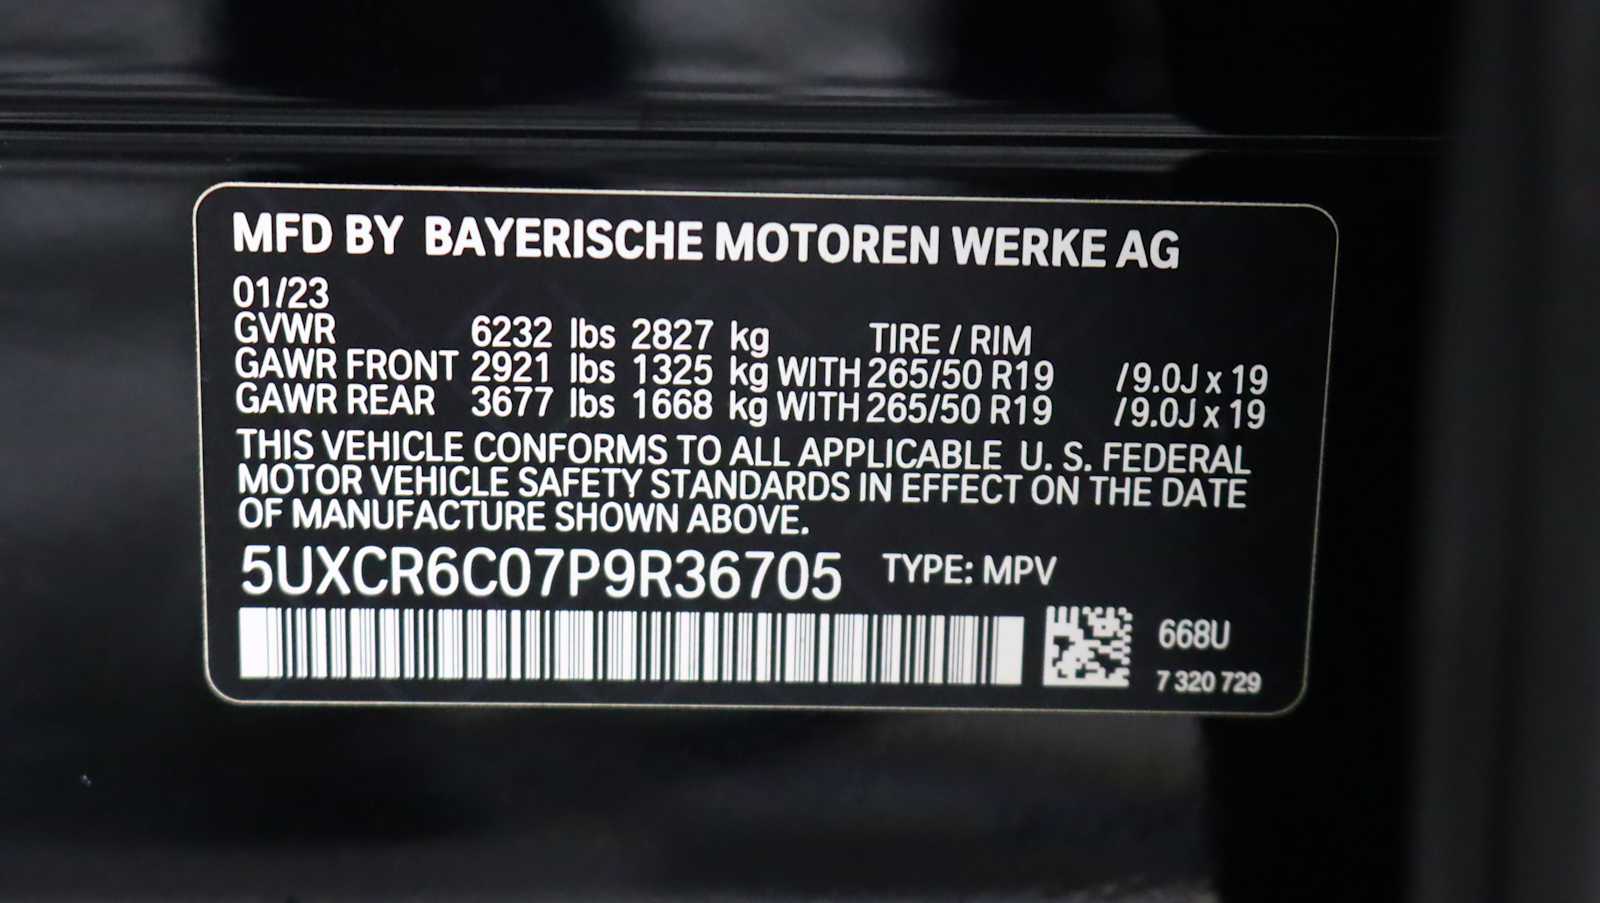 MFD BY BAYERISCHE MOTOREN WERKE AG
01/23
GVWR 6232 lbs 2827 kg TIRE / RIM
GAWR FRONT 2921 lbs 1325 kg WITH 265/50 R19 /9.0J x 19
GAWR REAR 3677 lbs 1668 kg WITH 265/50 R19 /9.0J x 19
THIS VEHICLE CONFORMS TO ALL APPLICABLE U. S. FEDERAL
MOTOR VEHICLE SAFETY STANDARDS IN EFFECT ON THE DATE
OF MANUFACTURE SHOWN ABOVE.
5UXCR6C07P9R36705 TYPE: MPV
668U
7 320 729